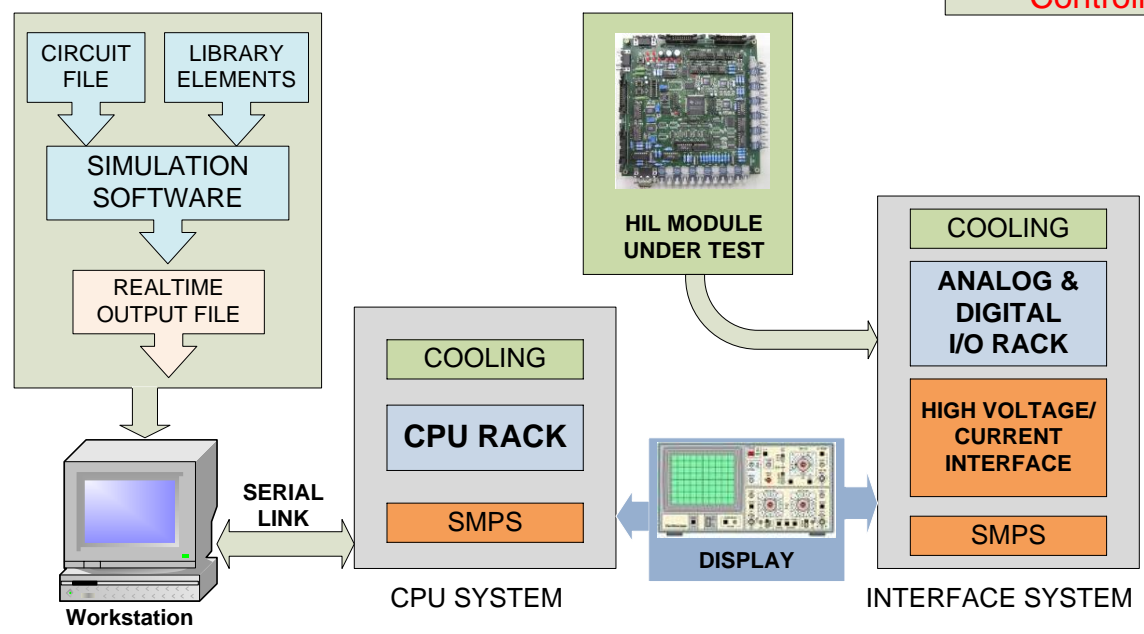 CIRCUIT
FILE
LIBRARY
ELEMENTS
SIMULATION
SOFTWARE
REALTIME
OUTPUT FILE
Workstation
SERIAL
LINK
COOLING
CPU RACK
SMPS
CPU SYSTEM
HIL MODULE
UNDER TEST
DISPLAY
COOLING
ANALOG &
DIGITAL
I/O RACK
HIGH VOLTAGE/
CURRENT
INTERFACE
SMPS
INTERFACE SYSTEM